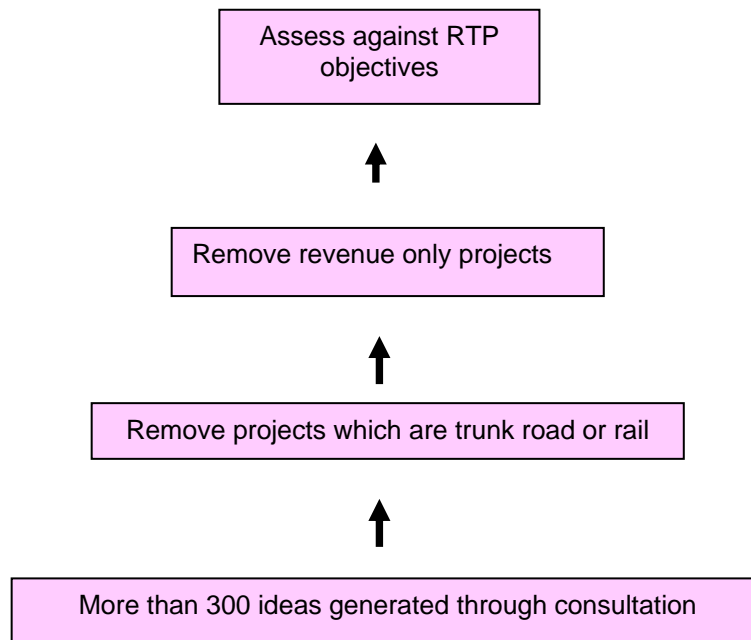 Assess against RTP
objectives
Remove revenue only projects
Remove projects which are trunk road or rail
More than 300 ideas generated through consultation